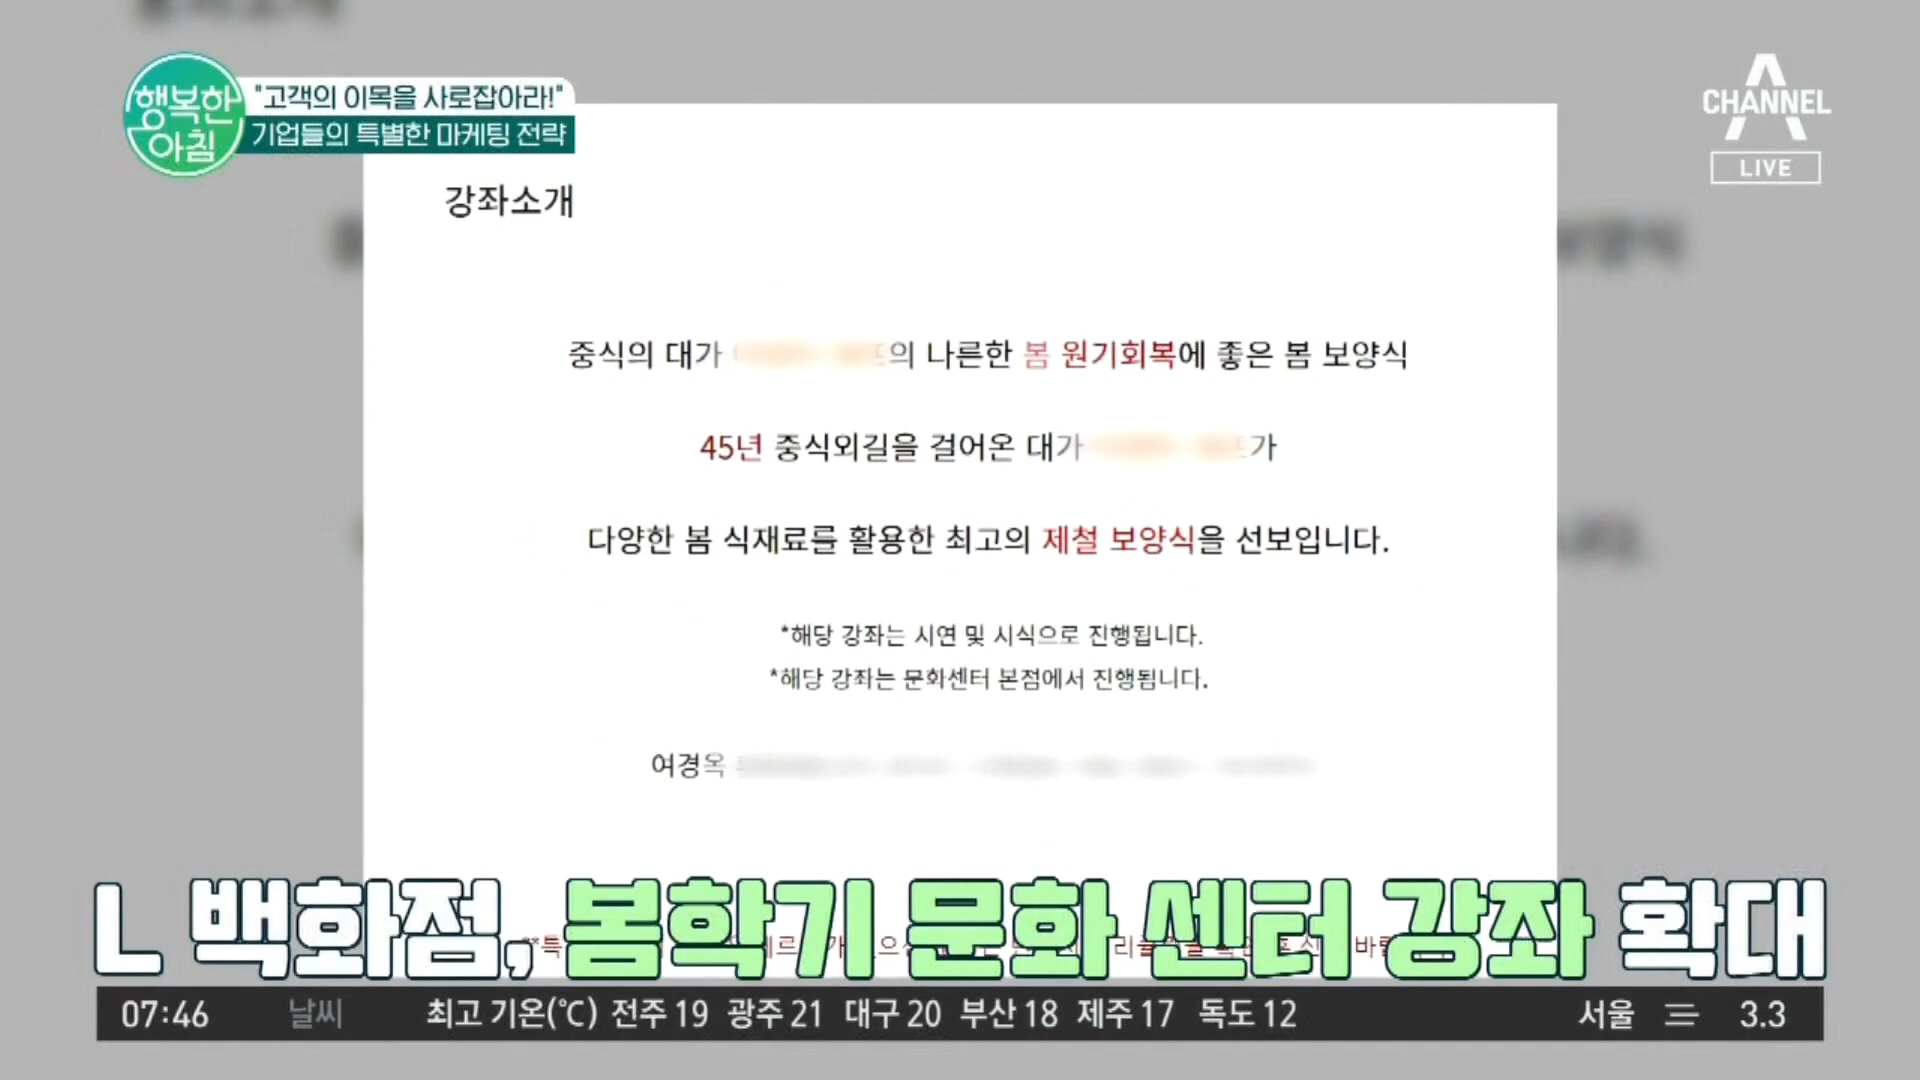 행복한
아침
"고객의 이목을 사로잡아라!"
기업들의 특별한 마케팅 전략
CHANNEL A
LIVE
강좌소개
중식의 대가 의 나른한 봄 원기회복에 좋은 봄 보양식
45년 중식외길을 걸어온 대가 가
다양한 봄 식재료를 활용한 최고의 제철 보양식을 선보입니다.
*해당 강좌는 시연 및 시식으로 진행됩니다.
*해당 강좌는 문화센터 본점에서 진행됩니다.
여경옥
L 백화점, 봄학기 문화 센터 강좌 확대
07:46 날씨 최고 기온(℃) 전주 19 광주 21 대구 20 부산 18 제주 17 독도 12 서울 3.3